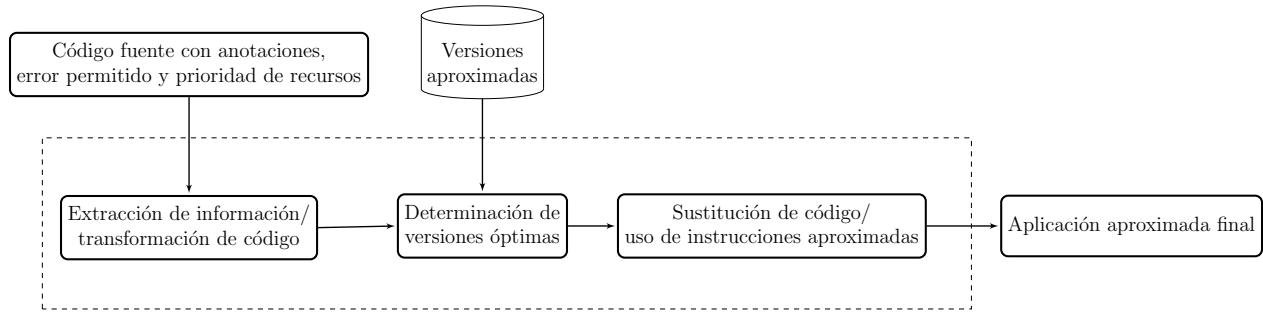 Código fuente con anotaciones,
error permitido y prioridad de recursos
Versiones
aproximadas
Extracción de información/
transformación de código
Determinación de
versiones óptimas
Sustitución de código/
uso de instrucciones aproximadas
Aplicación aproximada final